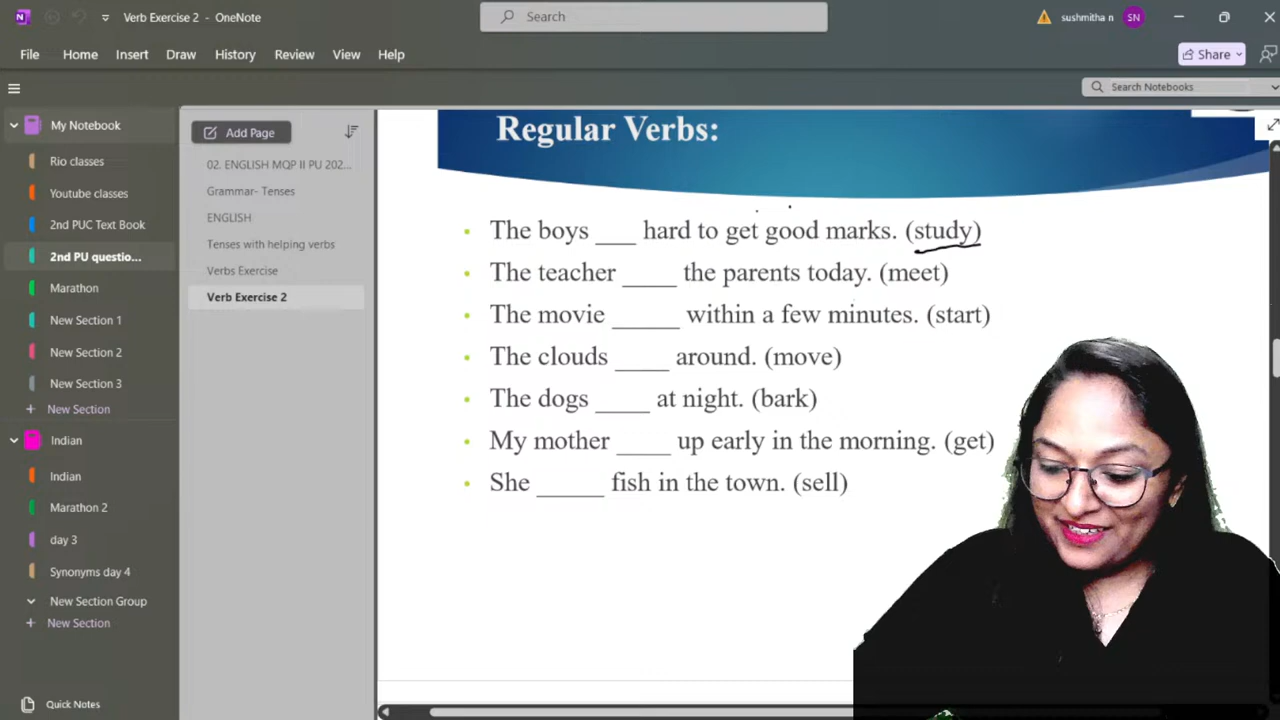 Verb Exercise 2 - OneNote
Search
sushmitha n
SN
File
Home
Insert
Draw
History
Review
View
Help
Share
Search Notebooks
My Notebook
Rio classes
Youtube classes
2nd PUC Text Book
2nd PU questio...
Marathon
New Section 1
New Section 2
New Section 3
+ New Section
Indian
Indian
Marathon 2
day 3
Synonyms day 4
New Section Group
+ New Section
Quick Notes
Add Page
02. ENGLISH MQP II PU 202...
Grammar- Tenses
ENGLISH
Tenses with helping verbs
Verbs Exercise
Verb Exercise 2
Regular Verbs:
• The boys ___ hard to get good marks. (study)
• The teacher ____ the parents today. (meet)
• The movie _____ within a few minutes. (start)
• The clouds ____ around. (move)
• The dogs ____ at night. (bark)
• My mother ____ up early in the morning. (get)
• She _____ fish in the town. (sell)